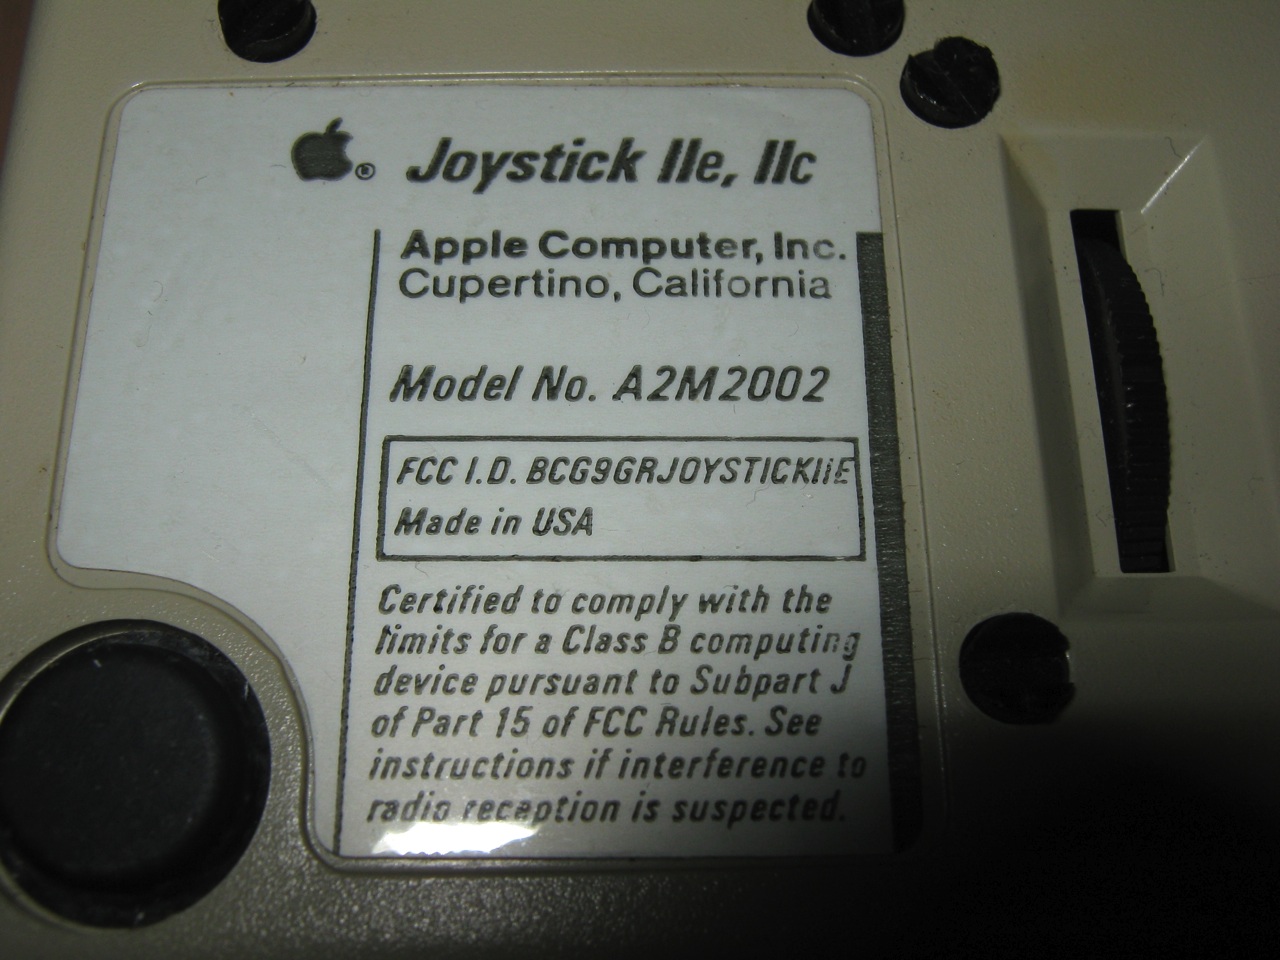 ® Joystick IIe, IIc
Apple Computer, Inc.
Cupertino, California
Model No. A2M2002
FCC I.D. BCG9GRJOYSTICKIIE
Made in USA
Certified to comply with the
limits for a Class B computing
device pursuant to Subpart J
of Part 15 of FCC Rules. See
instructions if interference to
radio reception is suspected.